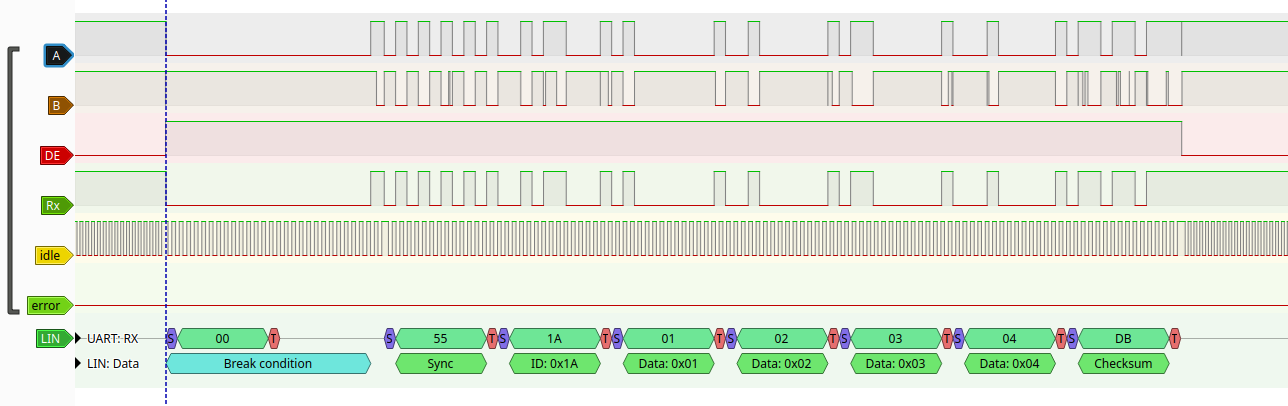 A
B
DE
Rx
idle
error
LIN UART: RX S 00 T S 55 T S 1A T S 01 T S 02 T S 03 T S 04 T S DB T
LIN: Data Break condition Sync ID: 0x1A Data: 0x01 Data: 0x02 Data: 0x03 Data: 0x04 Checksum